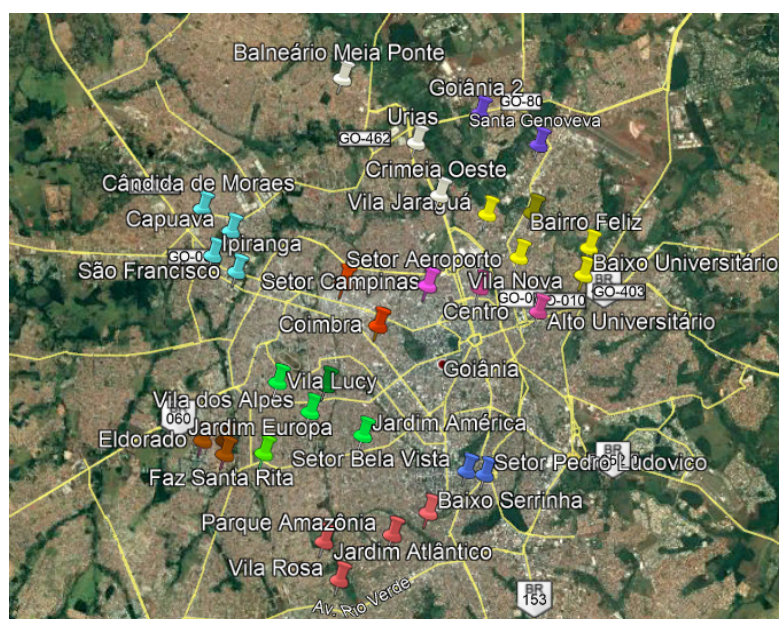 Balneário Meia Ponte
Goiânia 2
GO-80
Urias
Santa Genoveva
GO-462
Crimeia Oeste
Cândida de Moraes
Vila Jaraguá
Capuava
Bairro Feliz
Ipiranga
GO-0
Setor Aeroporto
São Francisco
Baixo Universitário
Setor Campinas
Vila Nova
BR
GO-403
GO-0
O-010
Centro
Coimbra
Alto Universitário
Goiânia
Vila Lucy
Vila dos Alpes
060
Jardim Europa
Jardim América
Eldorado
Setor Bela Vista
Setor Pedro Ludovico
BR
Faz Santa Rita
Baixo Serrinha
Parque Amazônia
Jardim Atlântico
Vila Rosa
Av. Rio Verde
BR
153